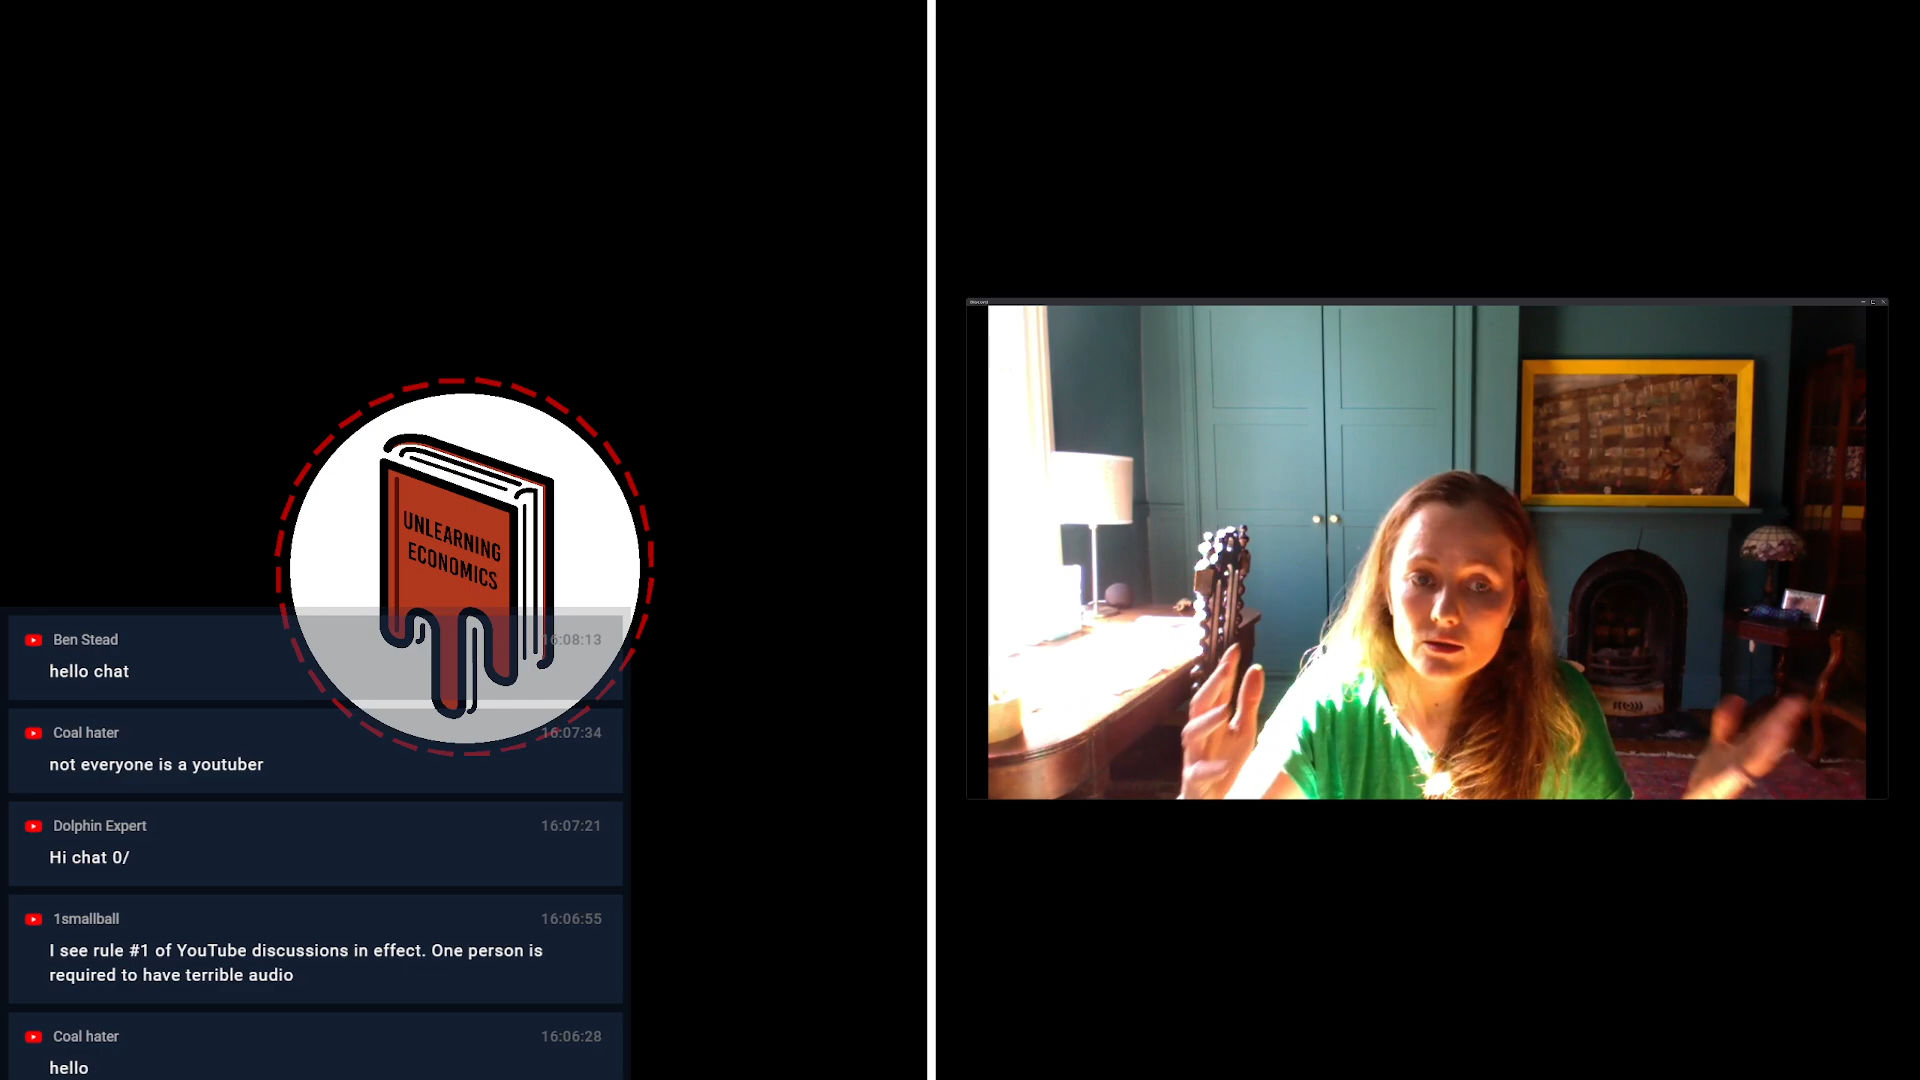 UNLEARNING
ECONOMICS
Ben Stead 16:08:13
hello chat
Coal hater 16:07:34
not everyone is a youtuber
Dolphin Expert 16:07:21
Hi chat 0/
1smallball 16:06:55
I see rule #1 of YouTube discussions in effect. One person is
required to have terrible audio
Coal hater 16:06:28
hello
Discord